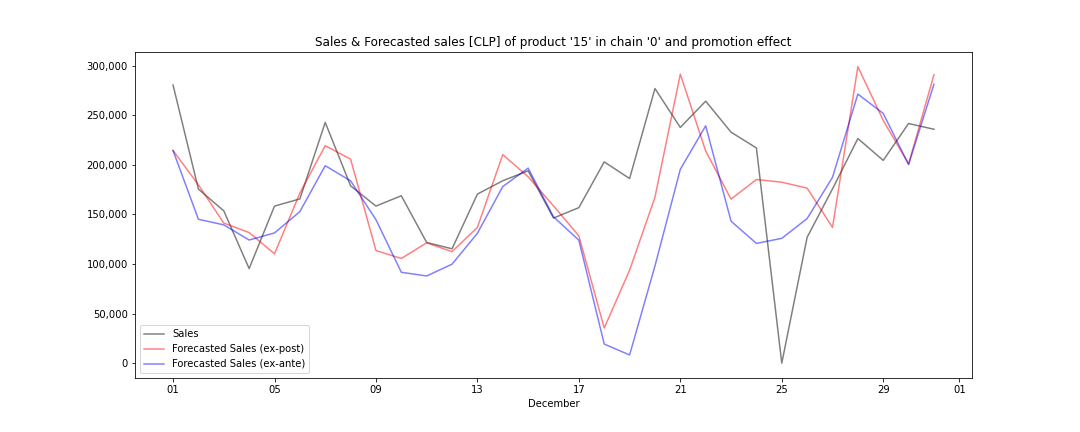 Sales & Forecasted sales [CLP] of product '15' in chain '0' and promotion effect
300,000
250,000
200,000
150,000
100,000
50,000
0
Sales
Forecasted Sales (ex-post)
Forecasted Sales (ex-ante)
01 05 09 13 17 21 25 29 01
December